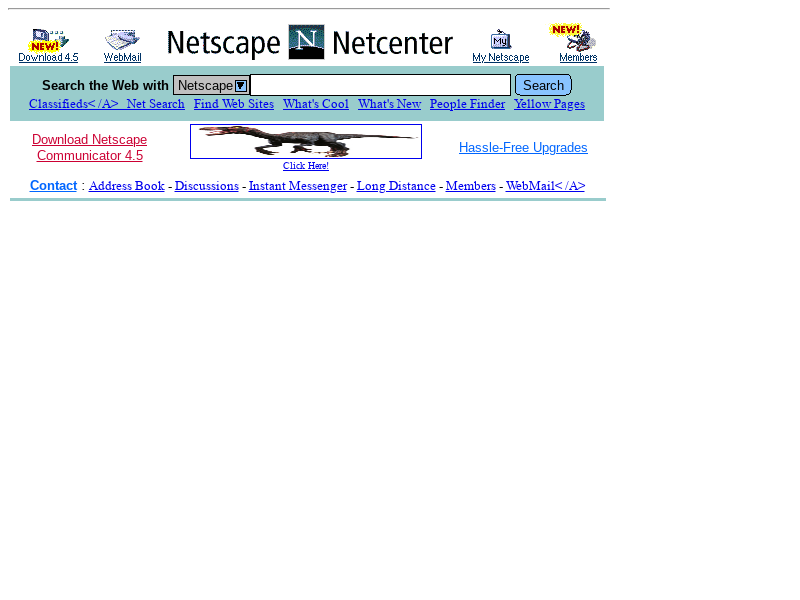 NEW! Download 4.5 WebMail Netscape N Netcenter My My Netscape NEW! Members
Search the Web with Netscape Search
Classifieds< /A> Net Search Find Web Sites What's Cool What's New People Finder Yellow Pages
Download Netscape
Communicator 4.5
Click Here!
Hassle-Free Upgrades
Contact : Address Book - Discussions - Instant Messenger - Long Distance - Members - WebMail< /A>